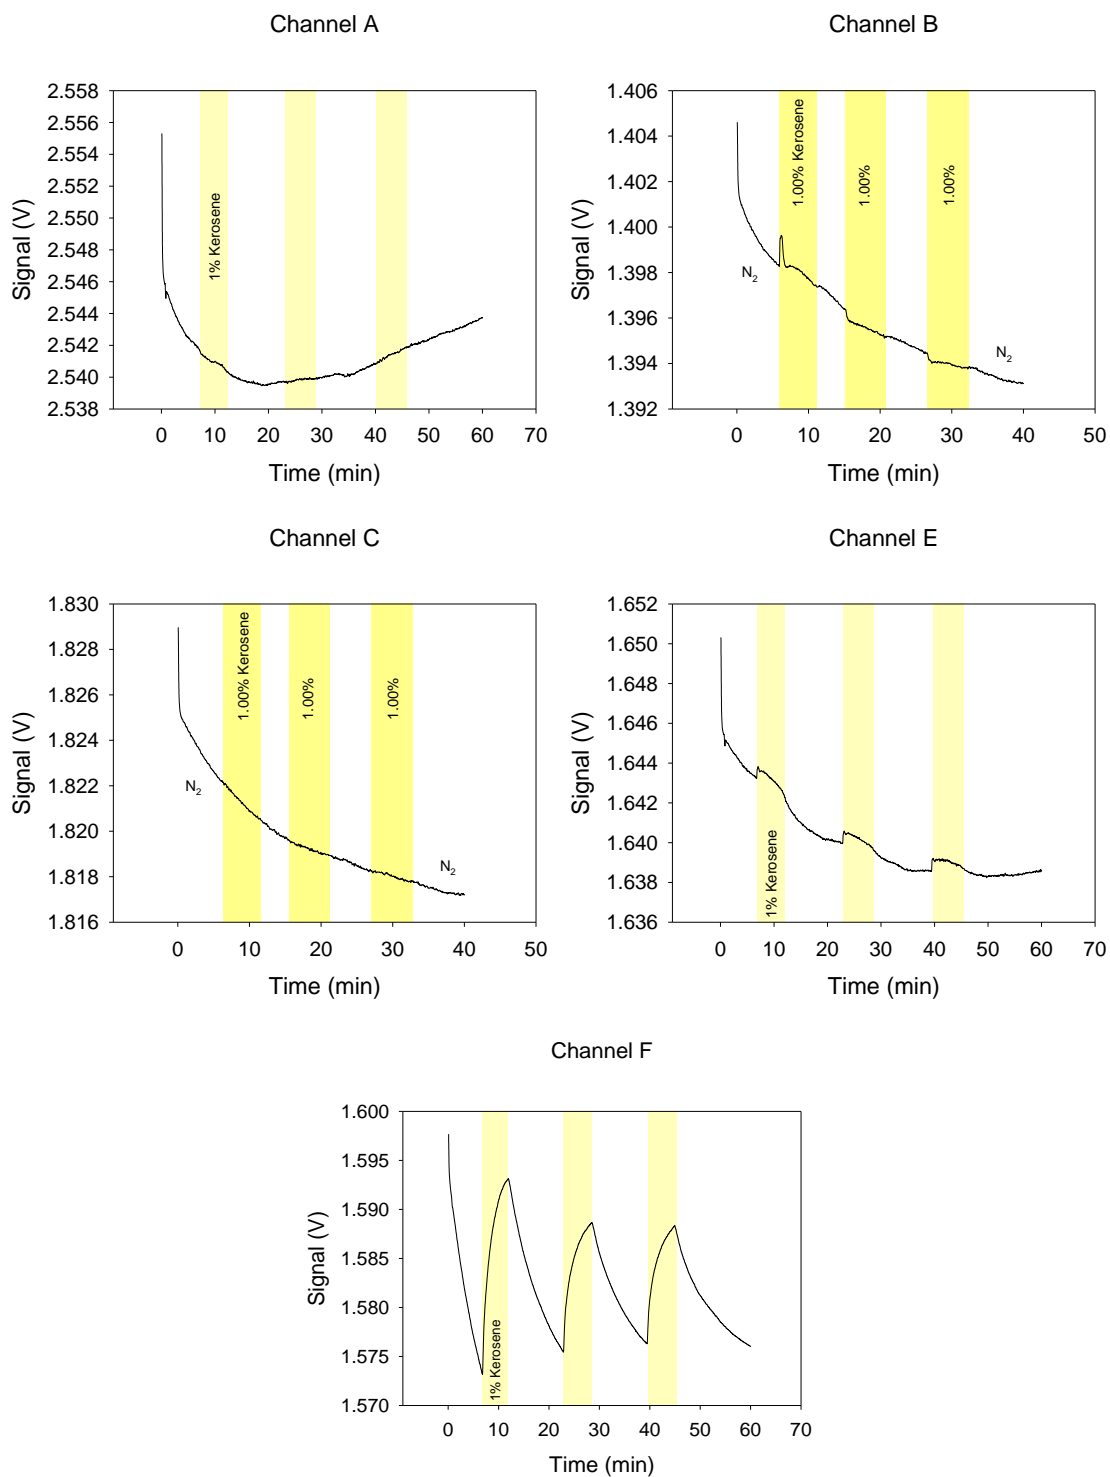 Channel A
2.558
2.556
2.554
2.552
2.550
2.548
2.546
2.544
2.542
2.540
2.538
Signal (V)
1% Kerosene
0 10 20 30 40 50 60 70
Time (min)
Channel B
1.406
1.404
1.402
1.400
1.398
1.396
1.394
1.392
Signal (V)
N2
1.00% Kerosene
1.00%
1.00%
N2
0 10 20 30 40 50
Time (min)
Channel C
1.830
1.828
1.826
1.824
1.822
1.820
1.818
1.816
Signal (V)
N2
1.00% Kerosene
1.00%
1.00%
N2
0 10 20 30 40 50
Time (min)
Channel E
1.652
1.650
1.648
1.646
1.644
1.642
1.640
1.638
1.636
Signal (V)
1% Kerosene
0 10 20 30 40 50 60 70
Time (min)
Channel F
1.600
1.595
1.590
1.585
1.580
1.575
1.570
Signal (V)
1% Kerosene
0 10 20 30 40 50 60 70
Time (min)